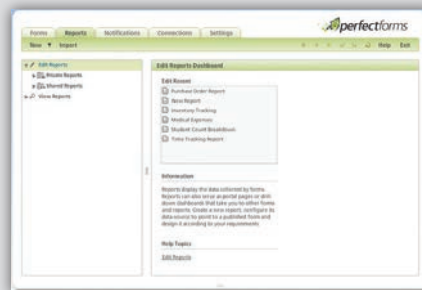 perfectforms
Forms Reports Notifications Connections Settings
New Import Help Exit
Edit Reports
Private Reports
Shared Reports
View Reports
Edit Reports Dashboard
Edit Recent
Purchase Order Report
New Report
Inventory Tracking
Medical Expenses
Student Count Breakdown
Time Tracking Report
Information
Reports display the data collected by forms.
Reports can also serve as portal pages or drill
down dashboards that take you to other forms
and reports. Create a new report, configure its
data source to point to a published form and
design it according to your requirements
Help Topics
Edit Reports